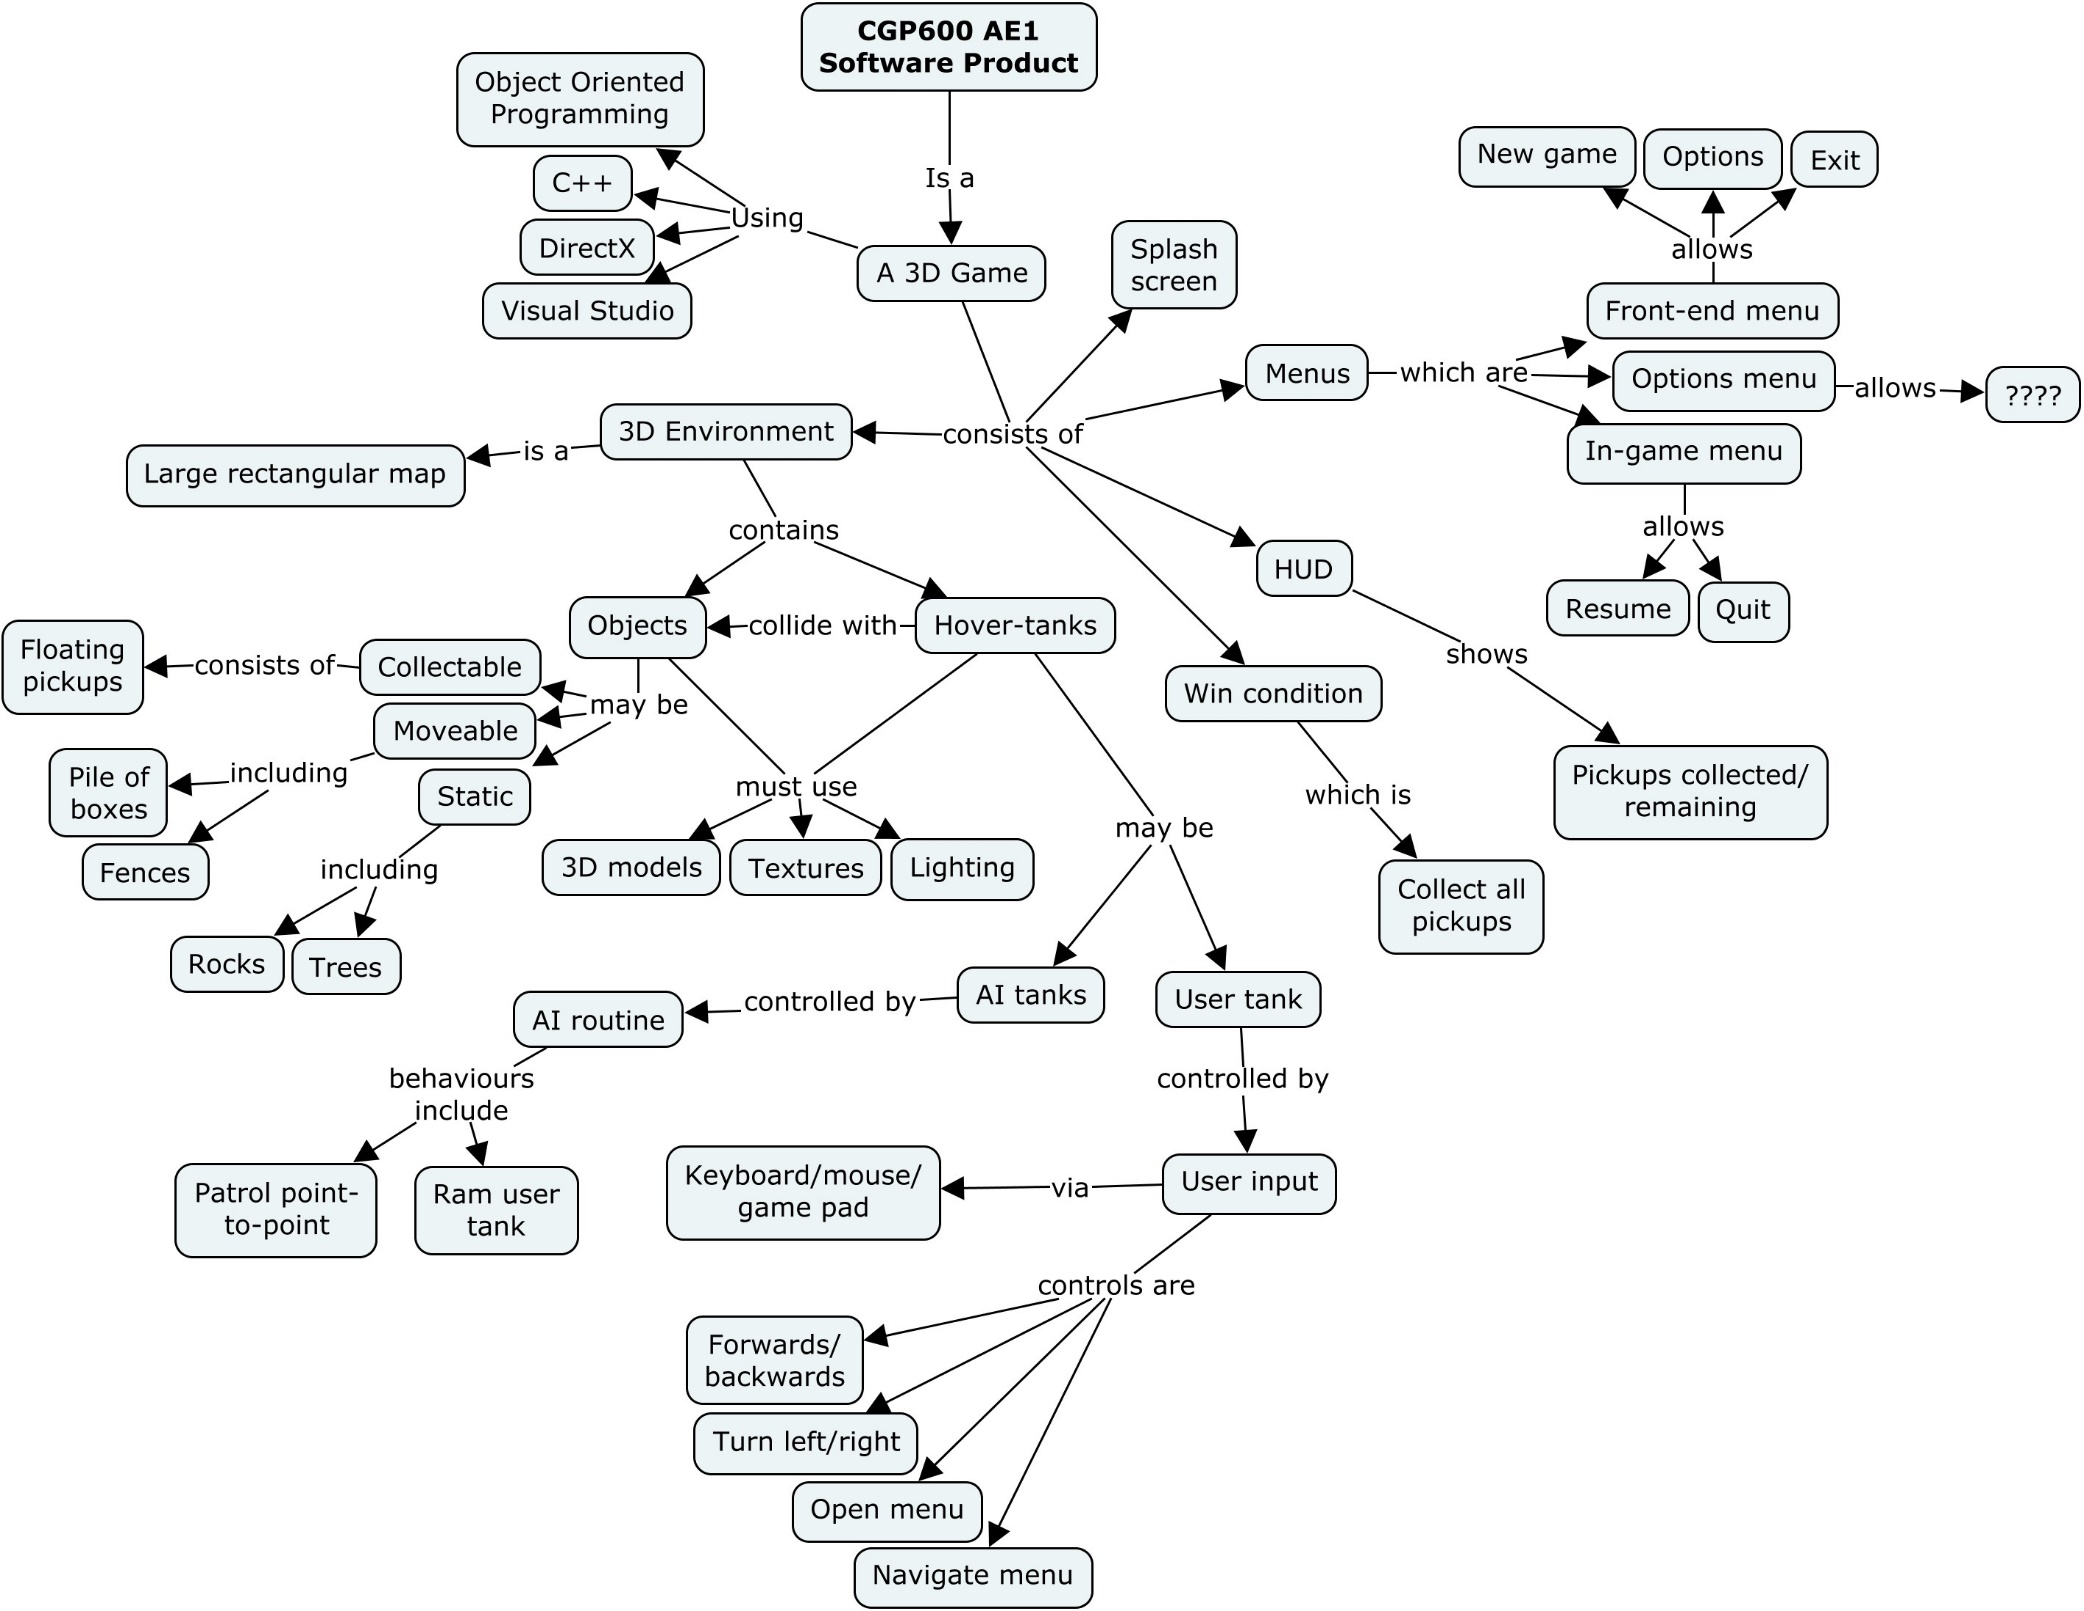 CGP600 AE1
Software Product
Is a
A 3D Game
Using
Object Oriented
Programming
C++
DirectX
Visual Studio
consists of
Splash
screen
Menus
which are
Front-end menu
allows
New game
Options
Exit
Options menu
allows
????
In-game menu
allows
Resume
Quit
HUD
shows
Pickups collected/
remaining
Win condition
which is
Collect all
pickups
3D Environment
is a
Large rectangular map
contains
Objects
collide with
Hover-tanks
may be
Collectable
consists of
Floating
pickups
Moveable
including
Pile of
boxes
Fences
Static
including
Rocks
Trees
must use
3D models
Textures
Lighting
may be
AI tanks
controlled by
AI routine
behaviours
include
Patrol point-
to-point
Ram user
tank
User tank
controlled by
User input
via
Keyboard/mouse/
game pad
controls are
Forwards/
backwards
Turn left/right
Open menu
Navigate menu